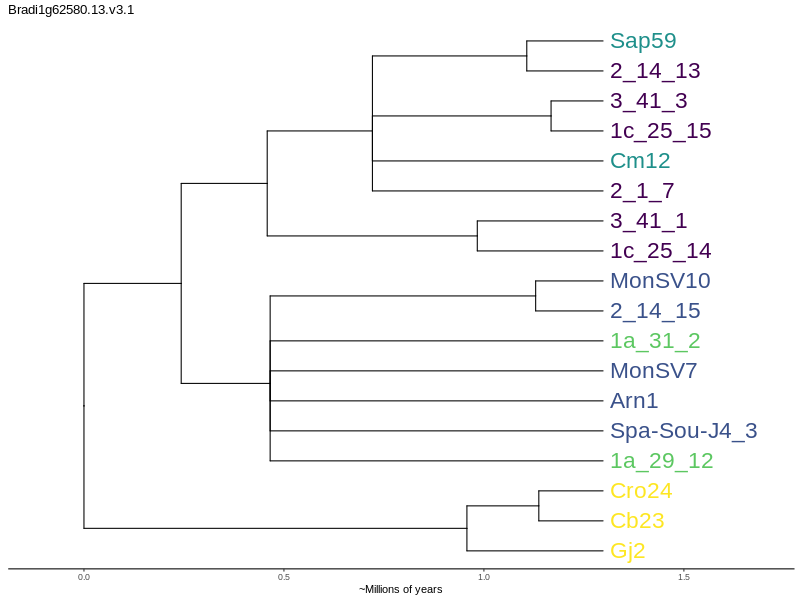 Bradi1g62580.13.v3.1
Sap59
2_14_13
3_41_3
1c_25_15
Cm12
2_1_7
3_41_1
1c_25_14
MonSV10
2_14_15
1a_31_2
MonSV7
Arn1
Spa-Sou-J4_3
1a_29_12
Cro24
Cb23
Gj2
0.0 0.5 1.0 1.5
~Millions of years